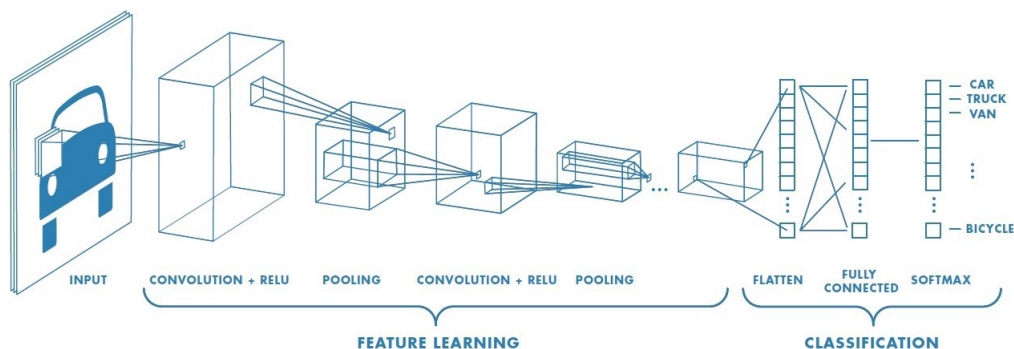 CAR
TRUCK
VAN
BICYCLE
INPUT
CONVOLUTION + RELU
POOLING
CONVOLUTION + RELU
POOLING
FLATTEN
FULLY
CONNECTED
SOFTMAX
FEATURE LEARNING
CLASSIFICATION